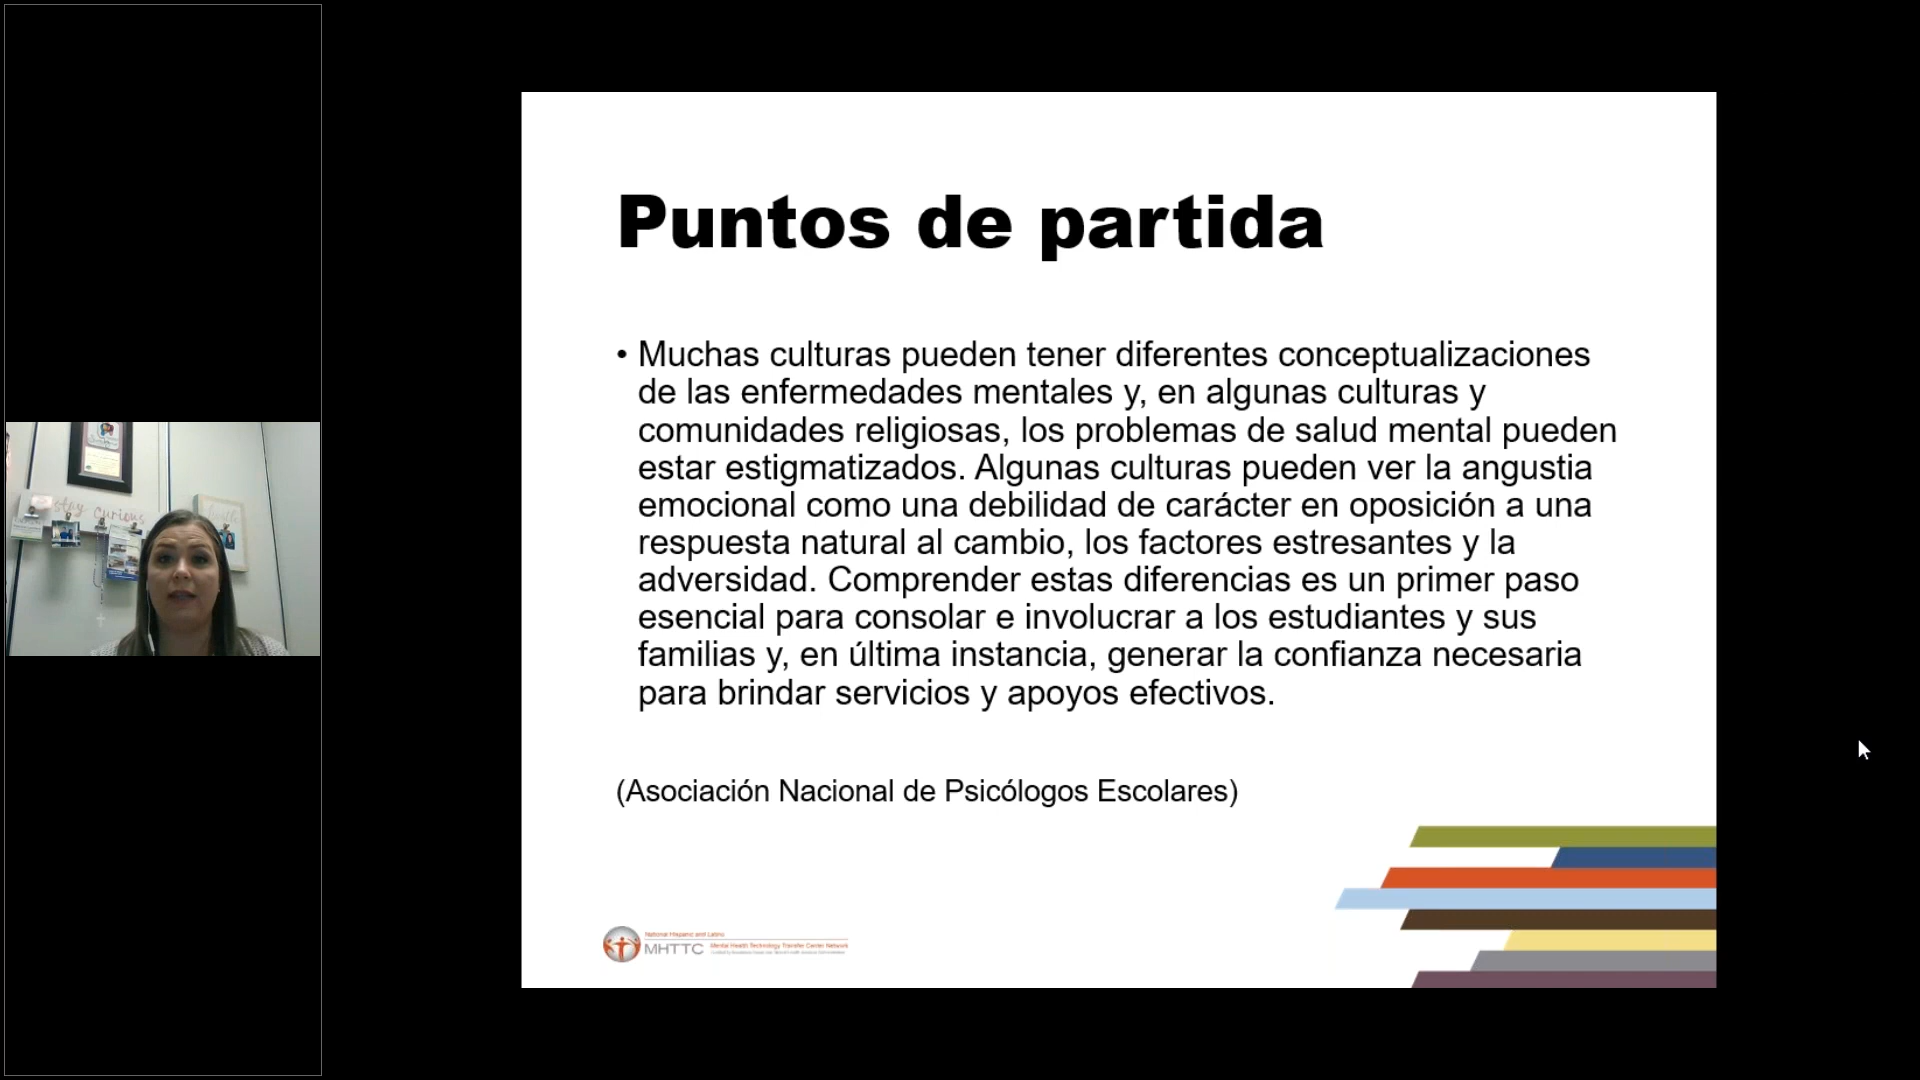 Puntos de partida
• Muchas culturas pueden tener diferentes conceptualizaciones
de las enfermedades mentales y, en algunas culturas y
comunidades religiosas, los problemas de salud mental pueden
estar estigmatizados. Algunas culturas pueden ver la angustia
emocional como una debilidad de carácter en oposición a una
respuesta natural al cambio, los factores estresantes y la
adversidad. Comprender estas diferencias es un primer paso
esencial para consolar e involucrar a los estudiantes y sus
familias y, en última instancia, generar la confianza necesaria
para brindar servicios y apoyos efectivos.
(Asociación Nacional de Psicólogos Escolares)
National Hispanic and Latino
MHTTC Mental Health Technology Transfer Center Network
stay curious